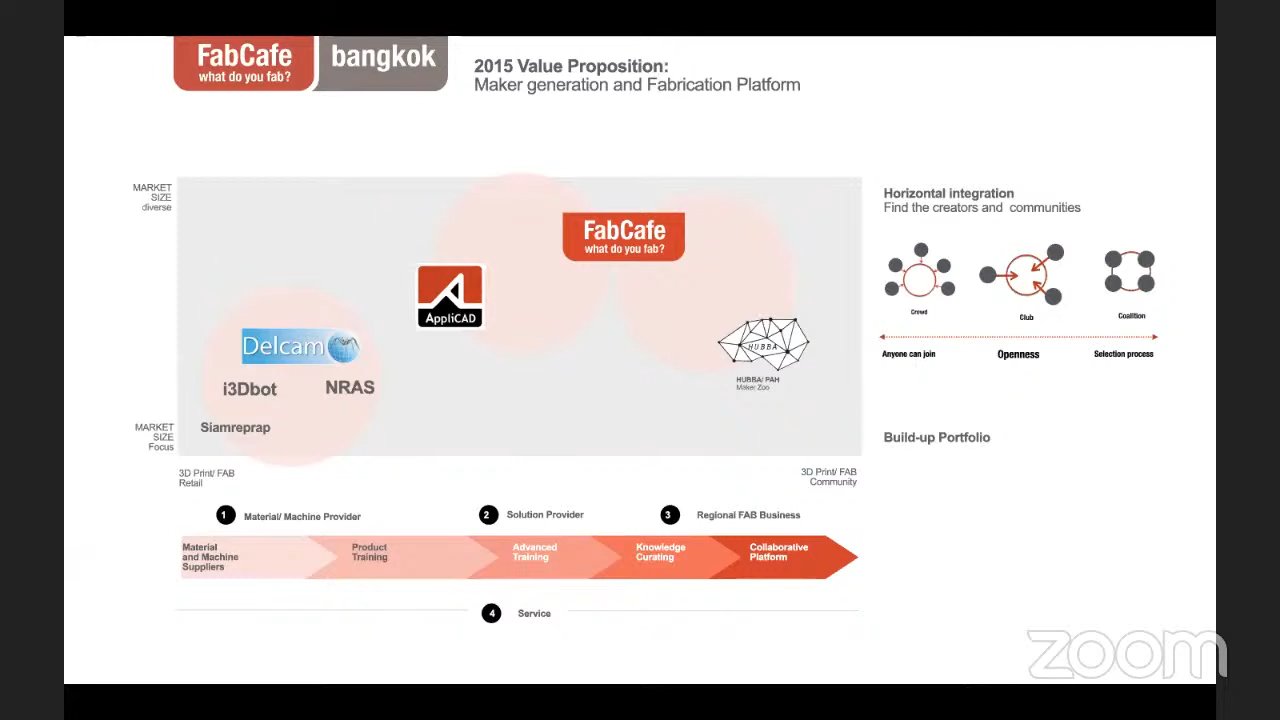 FabCafe
what do you fab?
bangkok
2015 Value Proposition:
Maker generation and Fabrication Platform
MARKET
SIZE
diverse
FabCafe
what do you fab?
AppliCAD
Delcam
i3Dbot
NRAS
Siamreprap
HUBBA
HUBBA/ PAH
Maker Zoo
MARKET
SIZE
Focus
3D Print/ FAB
Retail
3D Print/ FAB
Community
1 Material/ Machine Provider
2 Solution Provider
3 Regional FAB Business
Material
and Machine
Suppliers
Product
Training
Advanced
Training
Knowledge
Curating
Collaborative
Platform
4 Service
Horizontal integration
Find the creators and communities
Crowd
Club
Coalition
Anyone can join
Openness
Selection process
Build-up Portfolio
zoom